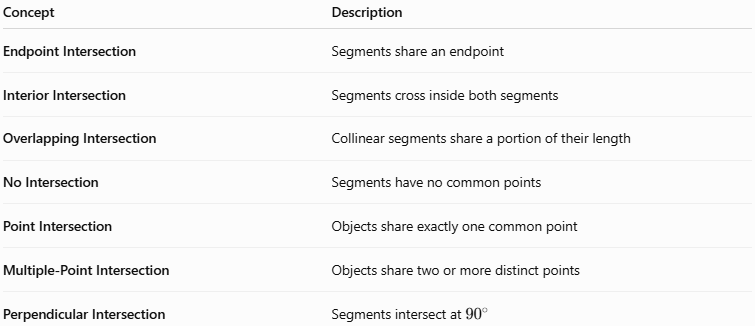 Concept Description
Endpoint Intersection Segments share an endpoint
Interior Intersection Segments cross inside both segments
Overlapping Intersection Collinear segments share a portion of their length
No Intersection Segments have no common points
Point Intersection Objects share exactly one common point
Multiple-Point Intersection Objects share two or more distinct points
Perpendicular Intersection Segments intersect at 90°